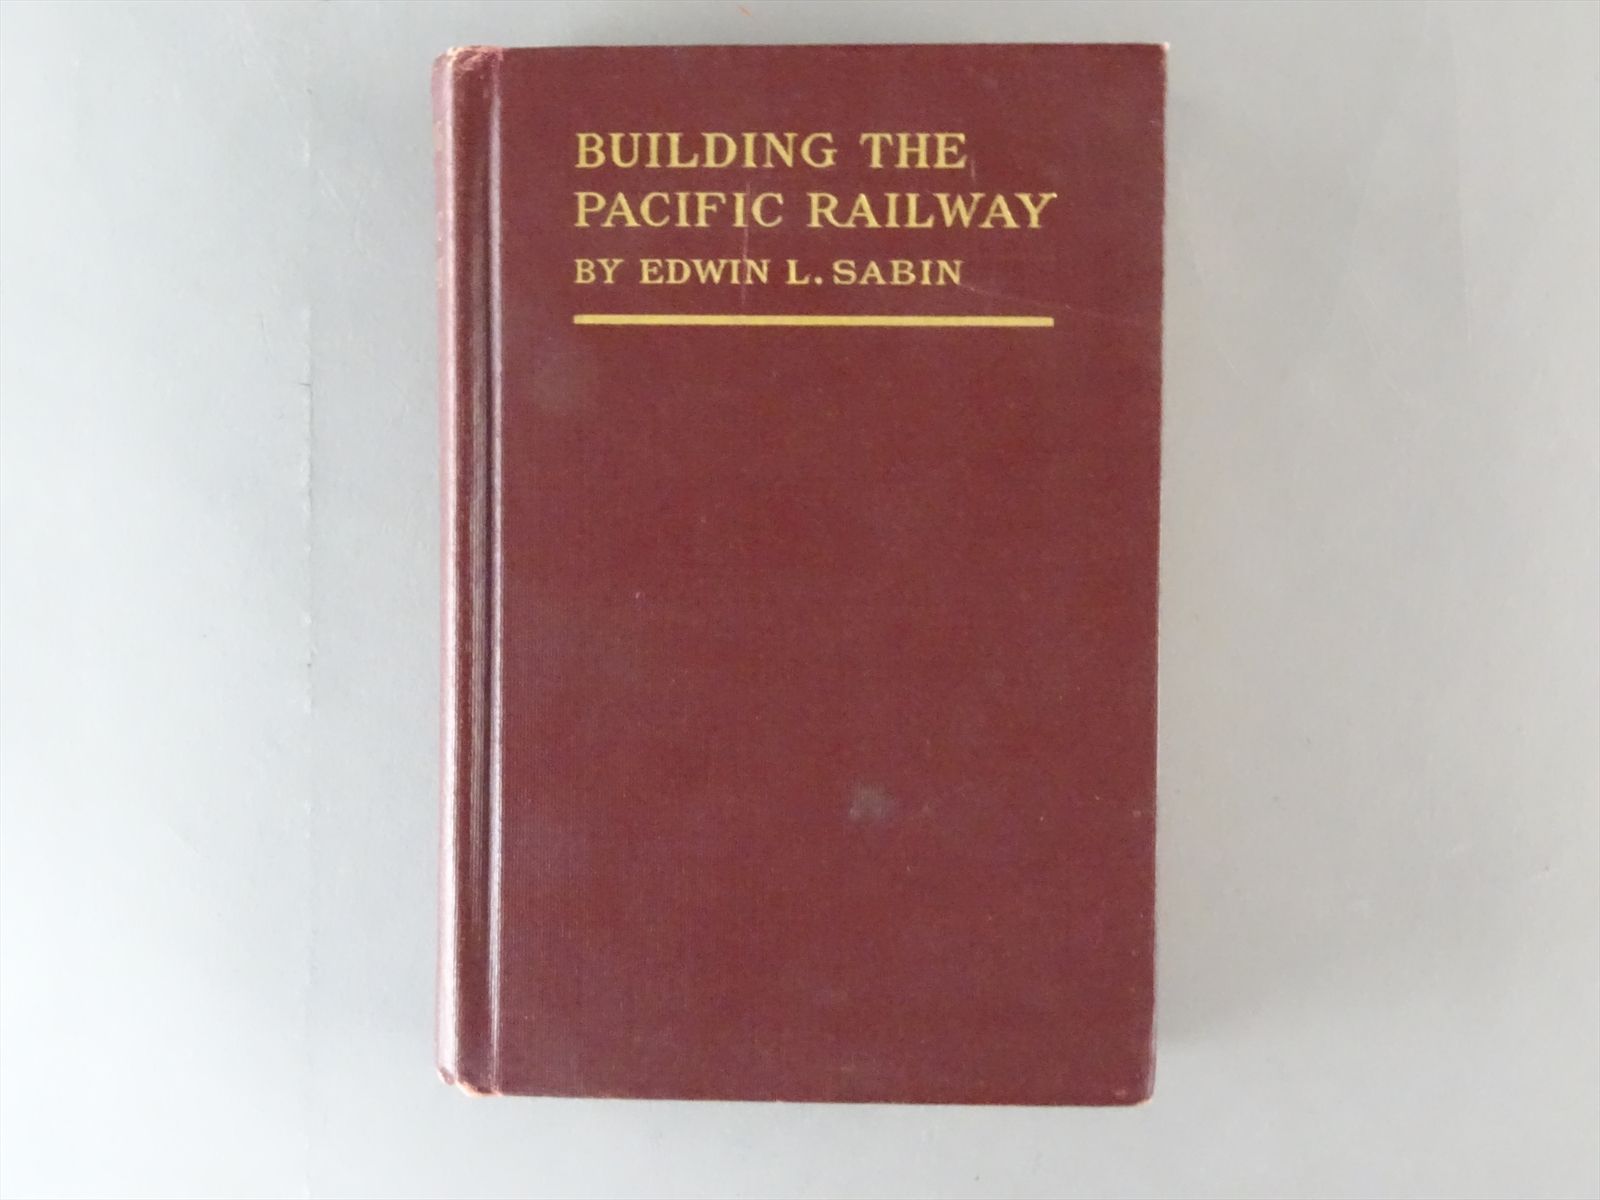 BUILDING THE
PACIFIC RAILWAY
BY EDWIN L. SABIN